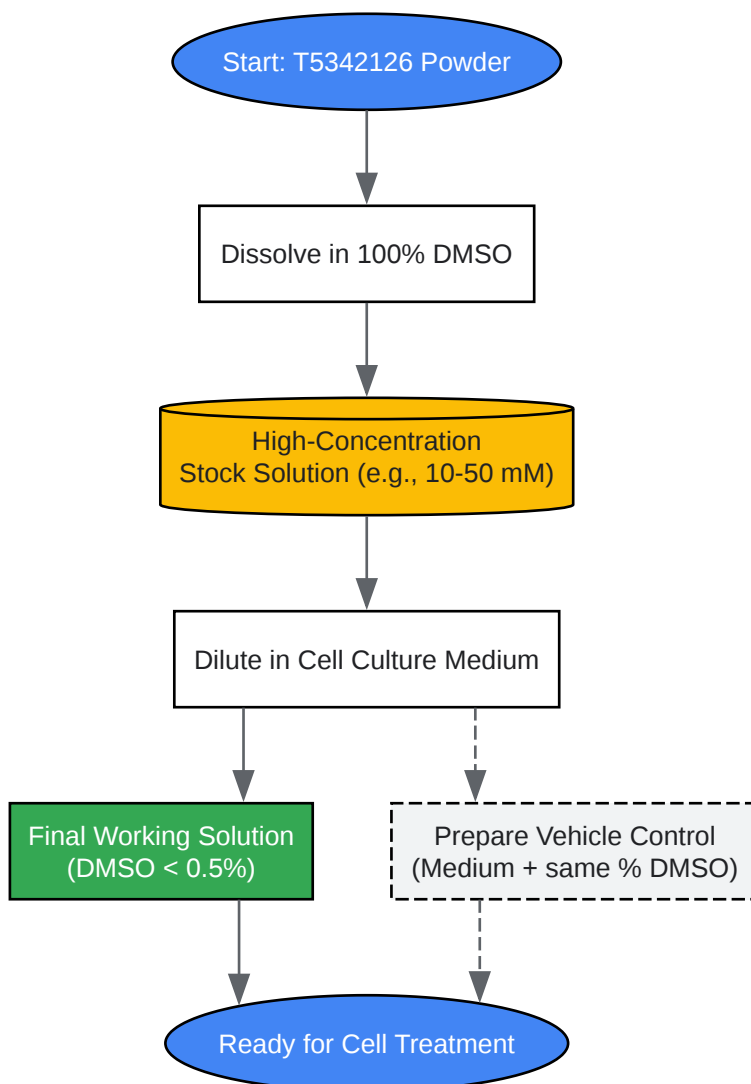 Start: T5342126 Powder
Dissolve in 100% DMSO
High-Concentration
Stock Solution (e.g., 10-50 mM)
Dilute in Cell Culture Medium
Final Working Solution
(DMSO < 0.5%)
Prepare Vehicle Control
(Medium + same % DMSO)
Ready for Cell Treatment